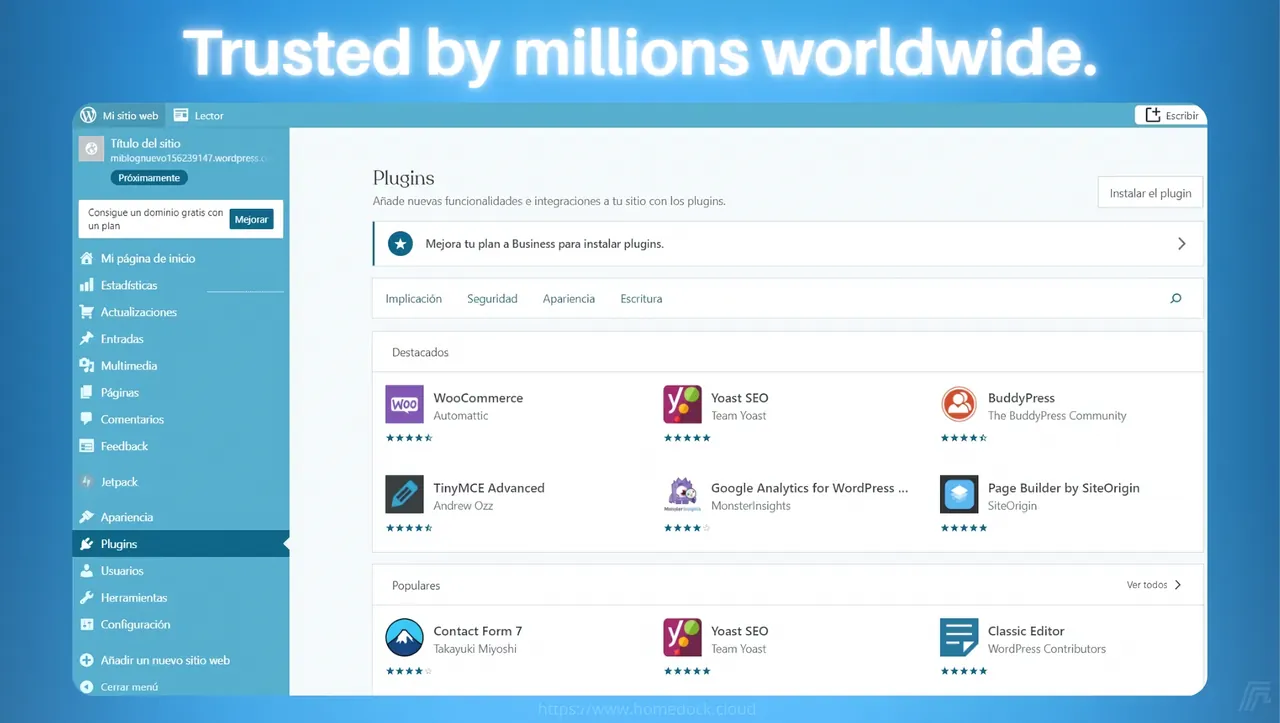 Trusted by millions worldwide.
Mi sitio web
Lector
Escribir
Título del sitio
miblognuevo156239147.wordpress.c
Próximamente
Consigue un dominio gratis con
un plan
Mejorar
Mi página de inicio
Estadísticas
Actualizaciones
Entradas
Multimedia
Páginas
Comentarios
Feedback
Jetpack
Apariencia
Plugins
Usuarios
Herramientas
Configuración
Añadir un nuevo sitio web
Cerrar menú
Plugins
Añade nuevas funcionalidades e integraciones a tu sitio con los plugins.
Instalar el plugin
Mejora tu plan a Business para instalar plugins.
Implicación
Seguridad
Apariencia
Escritura
Destacados
WOO
WooCommerce
Automattic
y
Yoast SEO
Team Yoast
BuddyPress
The BuddyPress Community
TinyMCE Advanced
Andrew Ozz
Monster Insights
Google Analytics for WordPress ...
MonsterInsights
Page Builder by SiteOrigin
SiteOrigin
Populares
Ver todos
Contact Form 7
Takayuki Miyoshi
y
Yoast SEO
Team Yoast
Classic Editor
WordPress Contributors
https://www.homedock.cloud